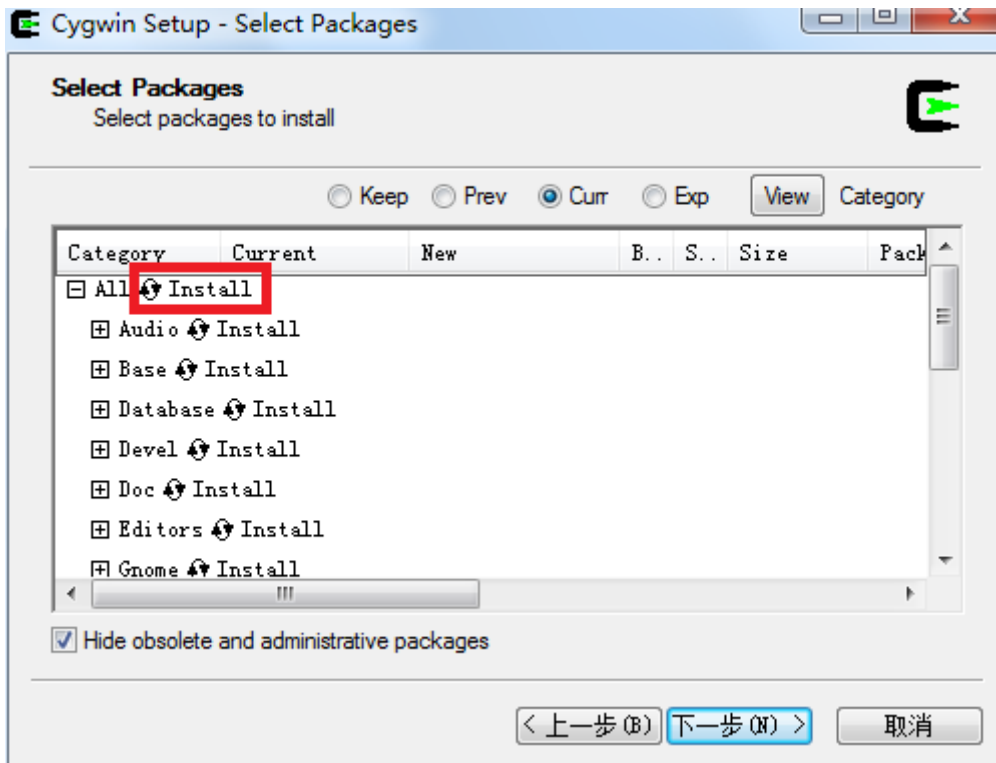 Cygwin Setup - Select Packages
Select Packages
Select packages to install
Keep Prev Curr Exp View Category
Category Current New B.. S.. Size Pack
All Install
Audio Install
Base Install
Database Install
Devel Install
Doc Install
Editors Install
Gnome Install
Hide obsolete and administrative packages
< 上一步(B) 下一步(N) > 取消